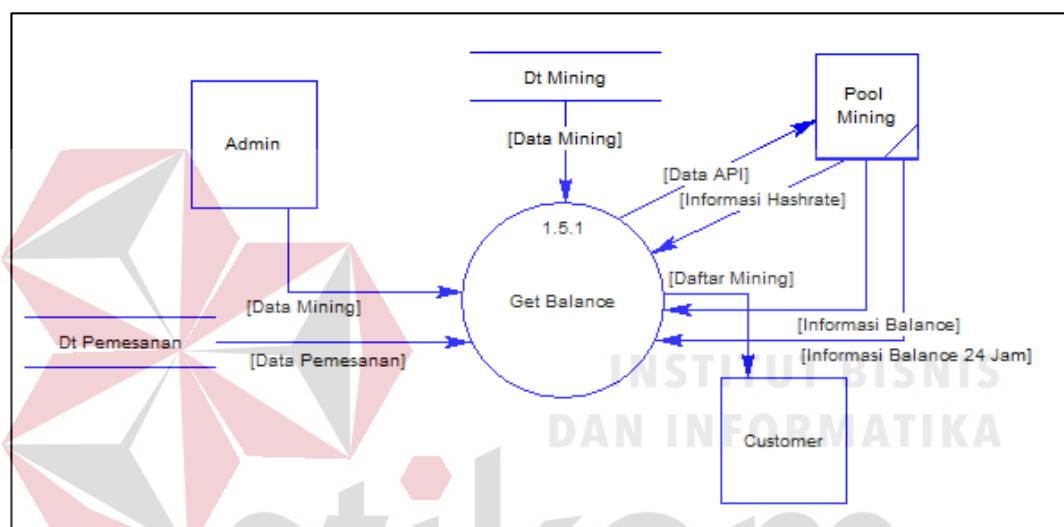 Dt Mining
Pool
Mining
Admin
[Data Mining]
[Data API]
[Informasi Hashrate]
1.5.1
Get Balance
[Daftar Mining]
[Data Mining]
[Informasi Balance]
Dt Pemesanan
[Data Pemesanan]
[Informasi Balance 24 Jam]
INSTITUT BISNIS
DAN INFORMATIKA
Customer
stikom